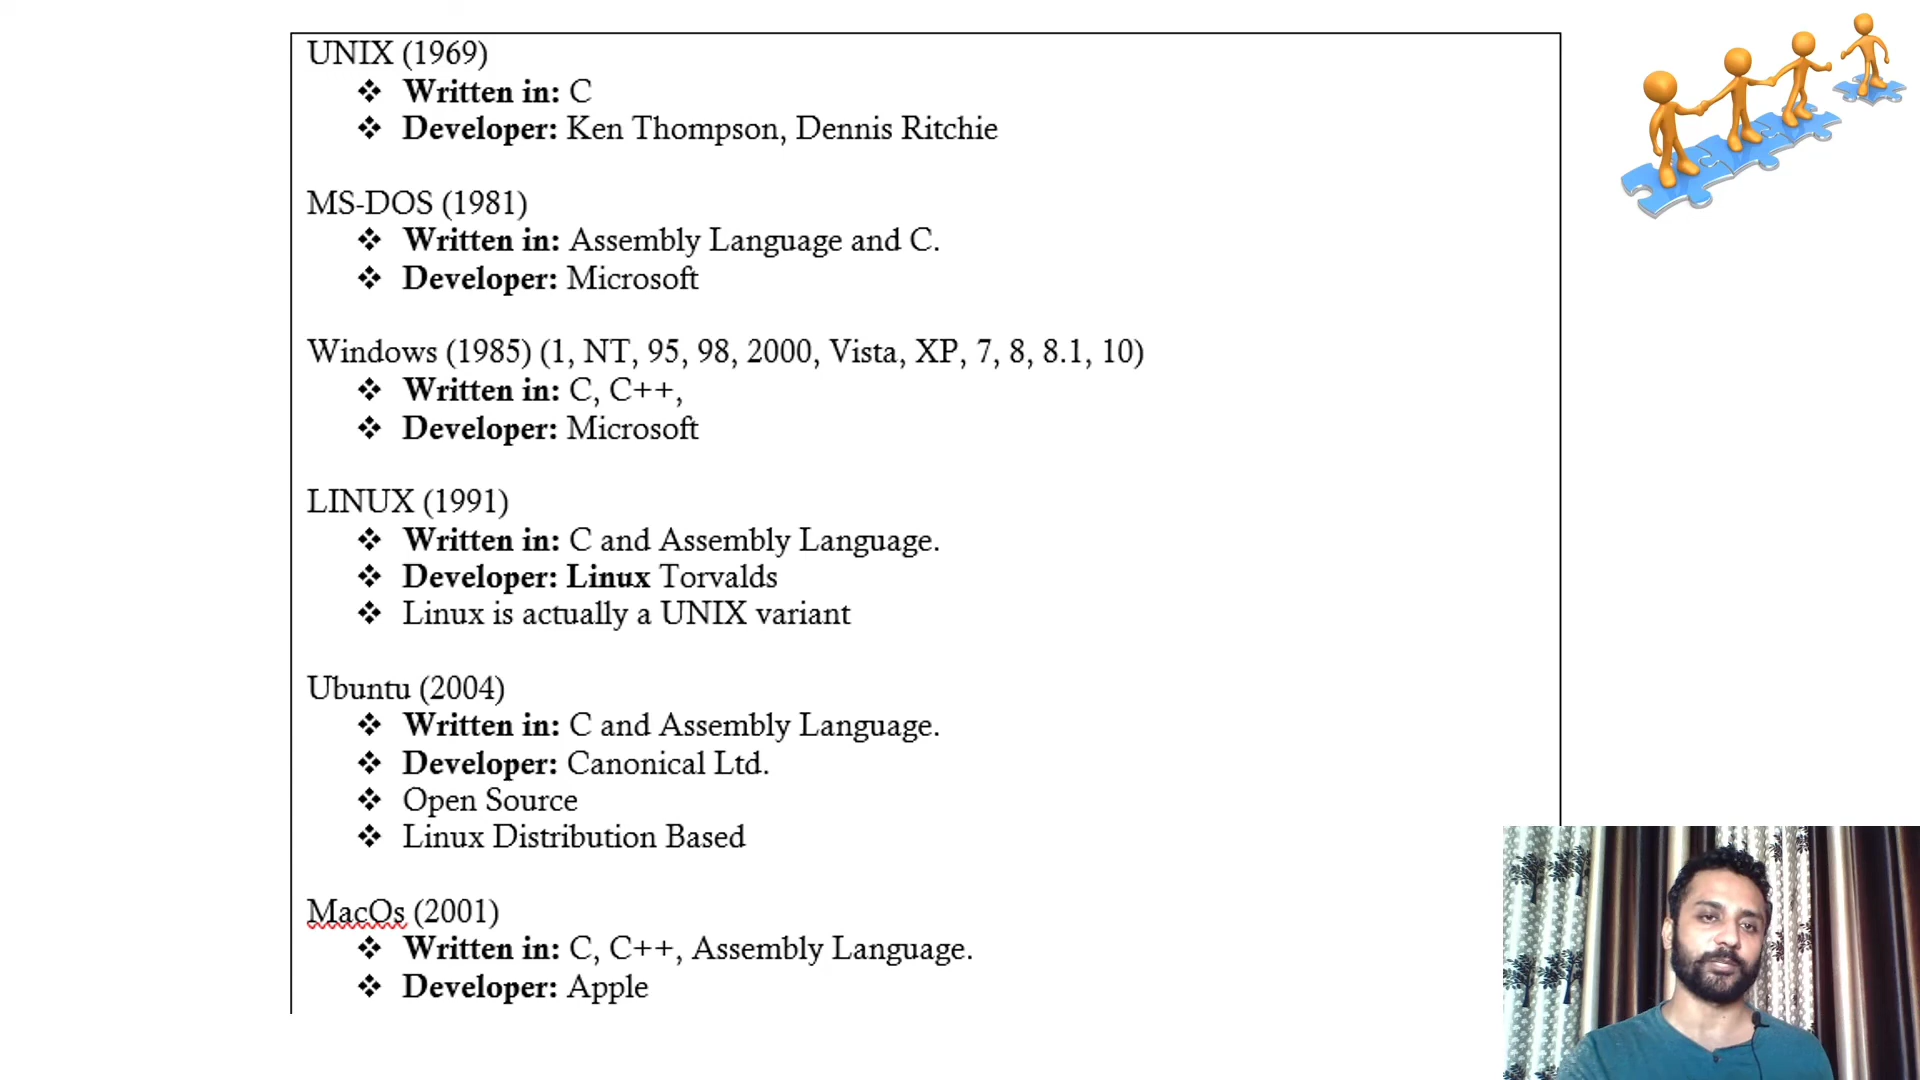 UNIX (1969)
❖ Written in: C
❖ Developer: Ken Thompson, Dennis Ritchie
MS-DOS (1981)
❖ Written in: Assembly Language and C.
❖ Developer: Microsoft
Windows (1985) (1, NT, 95, 98, 2000, Vista, XP, 7, 8, 8.1, 10)
❖ Written in: C, C++,
❖ Developer: Microsoft
LINUX (1991)
❖ Written in: C and Assembly Language.
❖ Developer: Linux Torvalds
❖ Linux is actually a UNIX variant
Ubuntu (2004)
❖ Written in: C and Assembly Language.
❖ Developer: Canonical Ltd.
❖ Open Source
❖ Linux Distribution Based
MacOs (2001)
❖ Written in: C, C++, Assembly Language.
❖ Developer: Apple